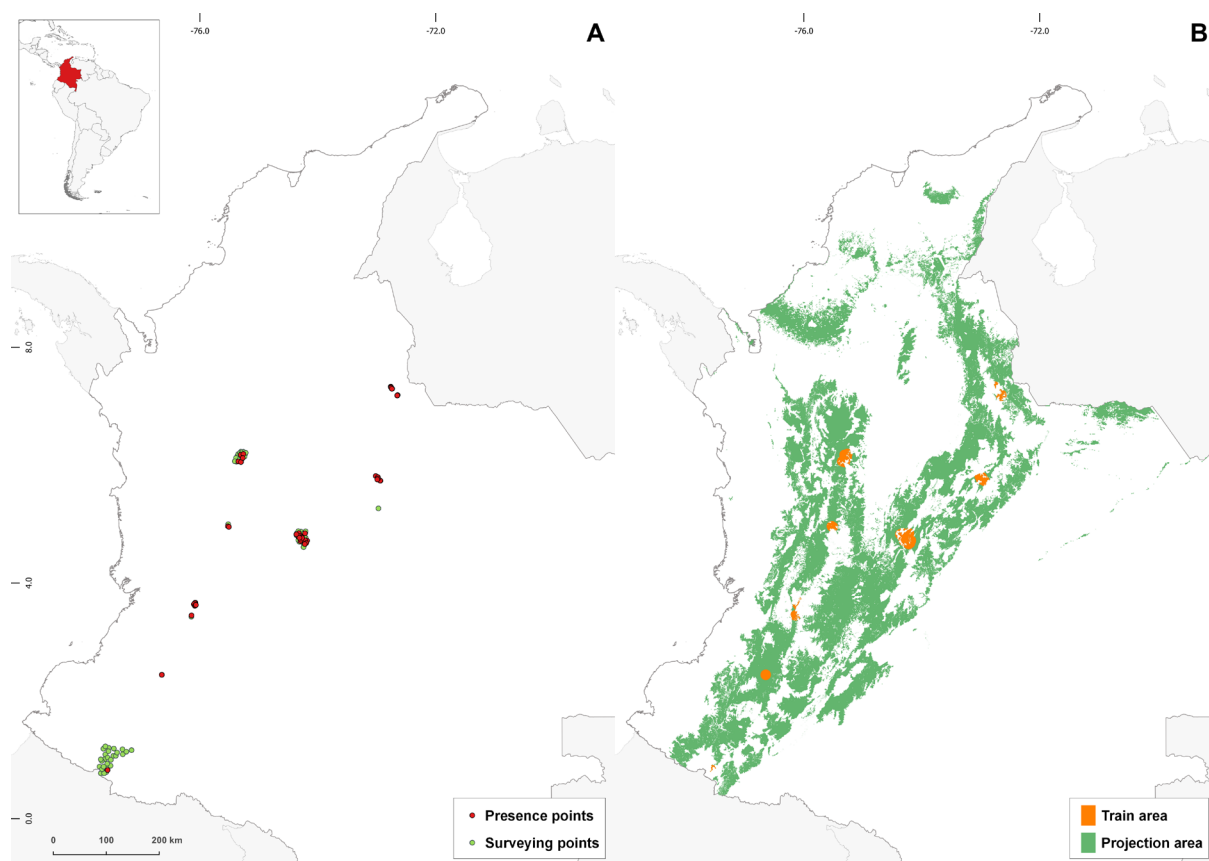 -76.0
-72.0
A
-76.0
-72.0
B
8.0
4.0
0.0
0
100
200 km
Presence points
Surveying points
Train area
Projection area